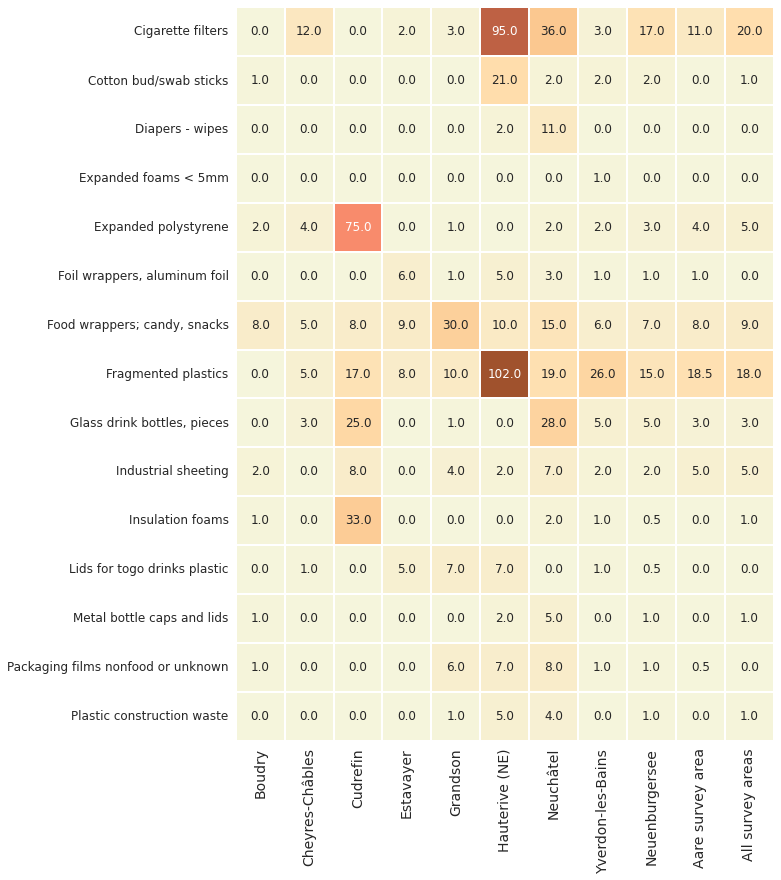 Cigarette filters 0.0 12.0 0.0 2.0 3.0 95.0 36.0 3.0 17.0 11.0 20.0
Cotton bud/swab sticks 1.0 0.0 0.0 0.0 0.0 21.0 2.0 2.0 2.0 0.0 1.0
Diapers - wipes 0.0 0.0 0.0 0.0 0.0 2.0 11.0 0.0 0.0 0.0 0.0
Expanded foams < 5mm 0.0 0.0 0.0 0.0 0.0 0.0 0.0 1.0 0.0 0.0 0.0
Expanded polystyrene 2.0 4.0 75.0 0.0 1.0 0.0 2.0 2.0 3.0 4.0 5.0
Foil wrappers, aluminum foil 0.0 0.0 0.0 6.0 1.0 5.0 3.0 1.0 1.0 1.0 0.0
Food wrappers; candy, snacks 8.0 5.0 8.0 9.0 30.0 10.0 15.0 6.0 7.0 8.0 9.0
Fragmented plastics 0.0 5.0 17.0 8.0 10.0 102.0 19.0 26.0 15.0 18.5 18.0
Glass drink bottles, pieces 0.0 3.0 25.0 0.0 1.0 0.0 28.0 5.0 5.0 3.0 3.0
Industrial sheeting 2.0 0.0 8.0 0.0 4.0 2.0 7.0 2.0 2.0 5.0 5.0
Insulation foams 1.0 0.0 33.0 0.0 0.0 0.0 2.0 1.0 0.5 0.0 1.0
Lids for togo drinks plastic 0.0 1.0 0.0 5.0 7.0 7.0 0.0 1.0 0.5 0.0 0.0
Metal bottle caps and lids 1.0 0.0 0.0 0.0 0.0 2.0 5.0 0.0 1.0 0.0 1.0
Packaging films nonfood or unknown 1.0 0.0 0.0 0.0 6.0 7.0 8.0 1.0 1.0 0.5 0.0
Plastic construction waste 0.0 0.0 0.0 0.0 1.0 5.0 4.0 0.0 1.0 0.0 1.0
Boudry
Cheyres-Châbles
Cudrefin
Estavayer
Grandson
Hauterive (NE)
Neuchâtel
Yverdon-les-Bains
Neuenburgersee
Aare survey area
All survey areas